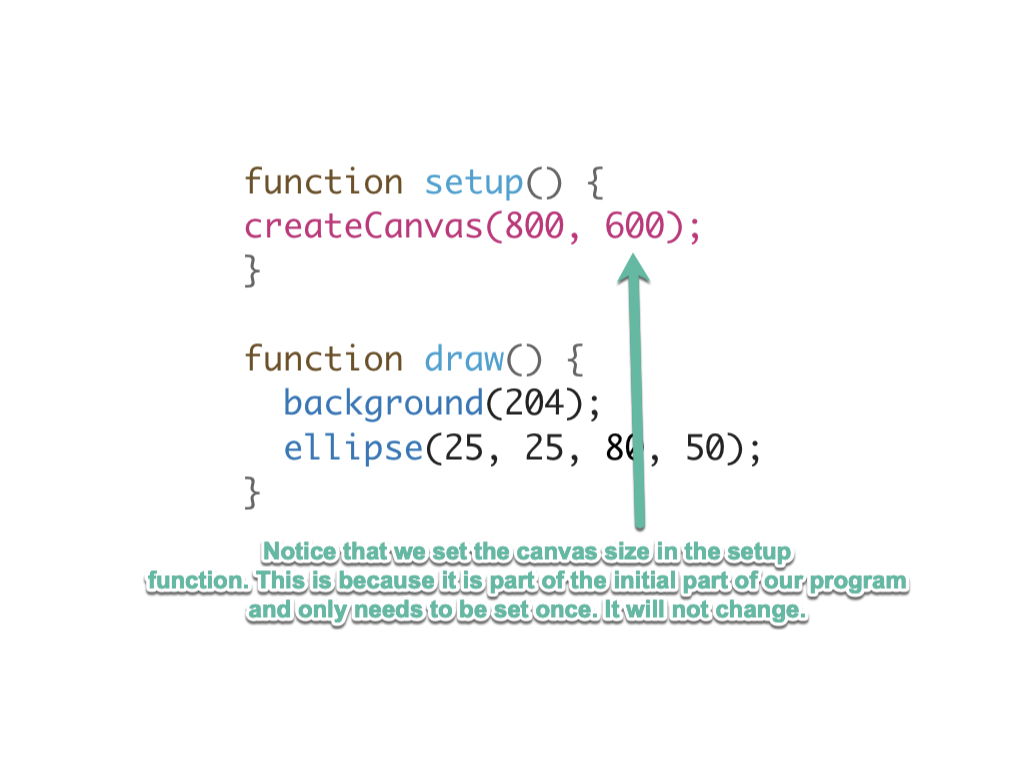 function setup() {
createCanvas(800, 600);
}
function draw() {
background(204);
ellipse(25, 25, 80, 50);
}
Notice that we set the canvas size in the setup
function. This is because it is part of the initial part of our program
and only needs to be set once. It will not change.